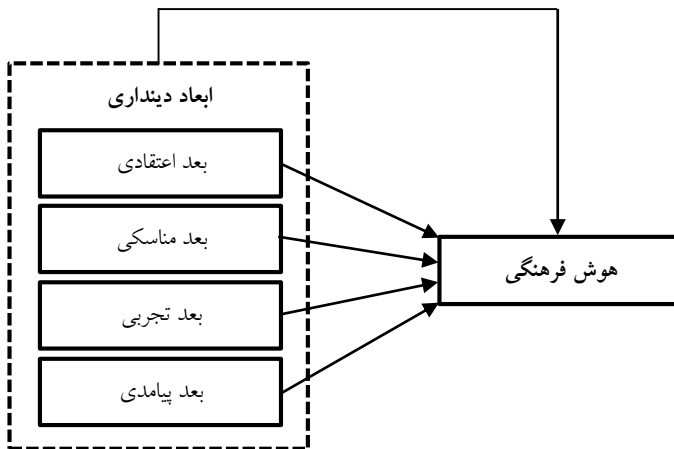 ابعاد دینداری
بعد اعتقادی
بعد مناسکی
بعد تجربی
بعد پیامدی
هوش فرهنگی